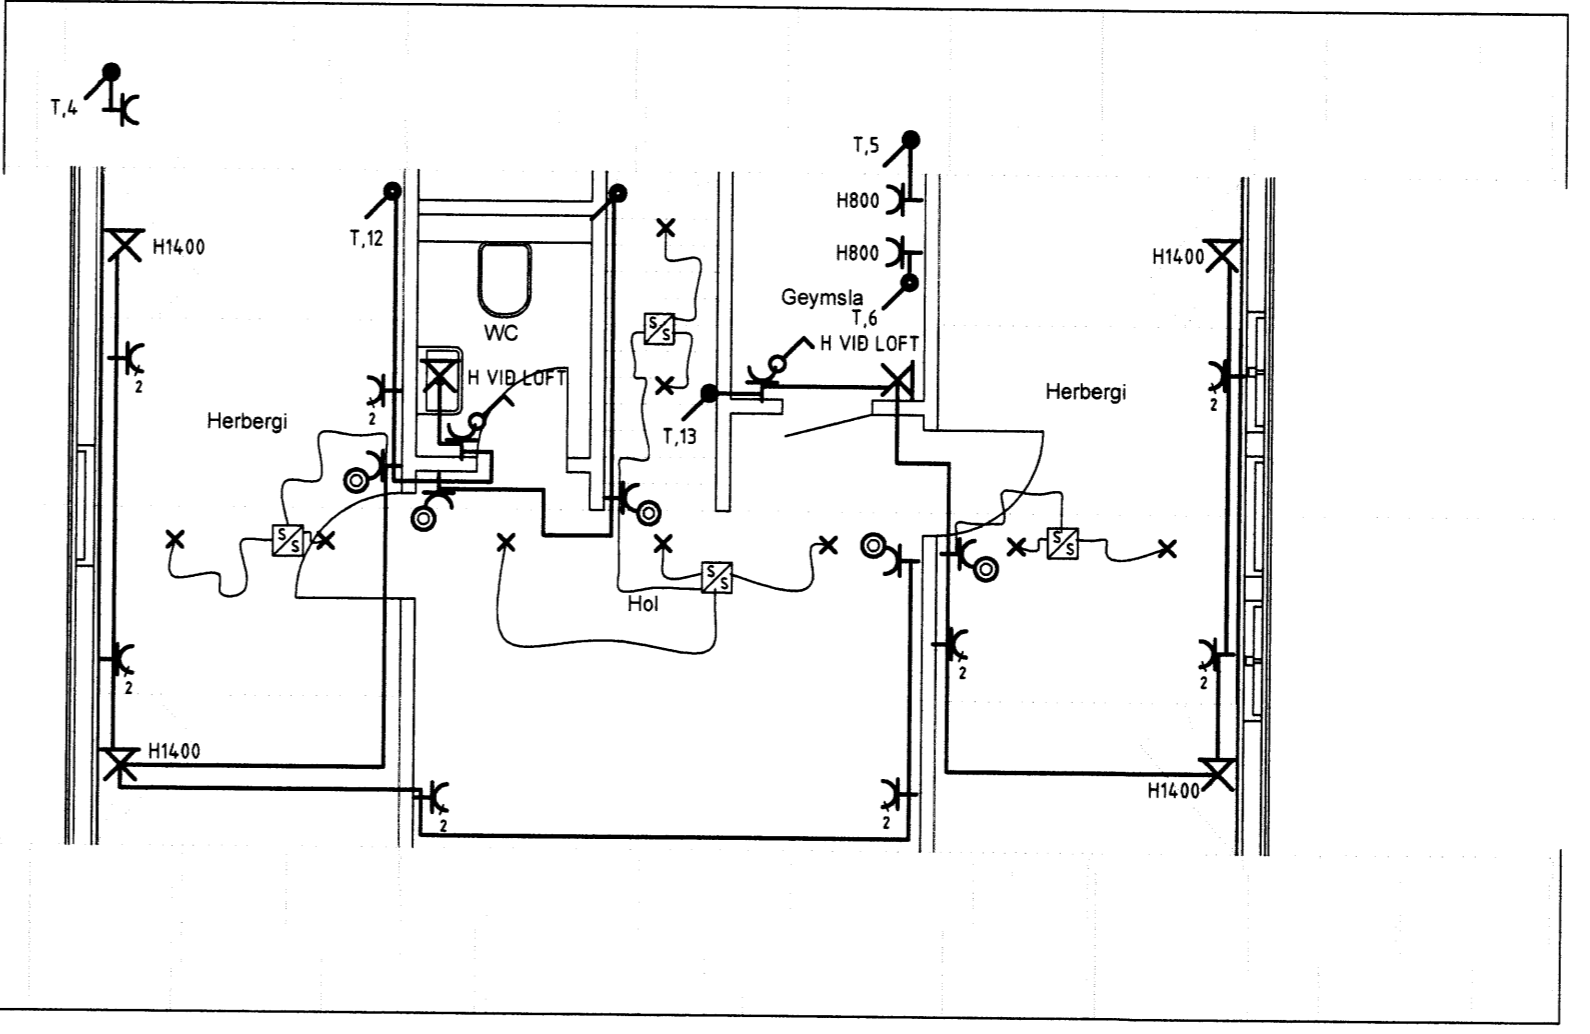 T,4
T,5
H800
T,12
H1400
H800
H1400
Geymsla
T,6
WC
S
S
H VIÐ LOFT
2
H VIÐ LOFT
2
2
Herbergi
Herbergi
T,13
S
S
S
S
S
S
Hol
2
2
2
H1400
H1400
2
2